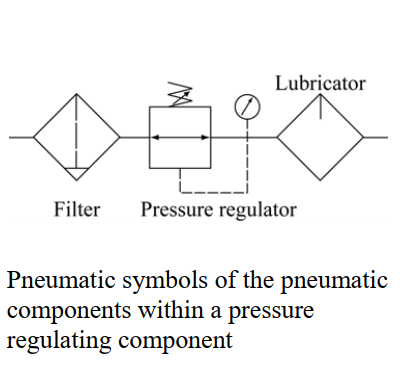 Lubricator
Filter
Pressure regulator
Pneumatic symbols of the pneumatic
components within a pressure
regulating component